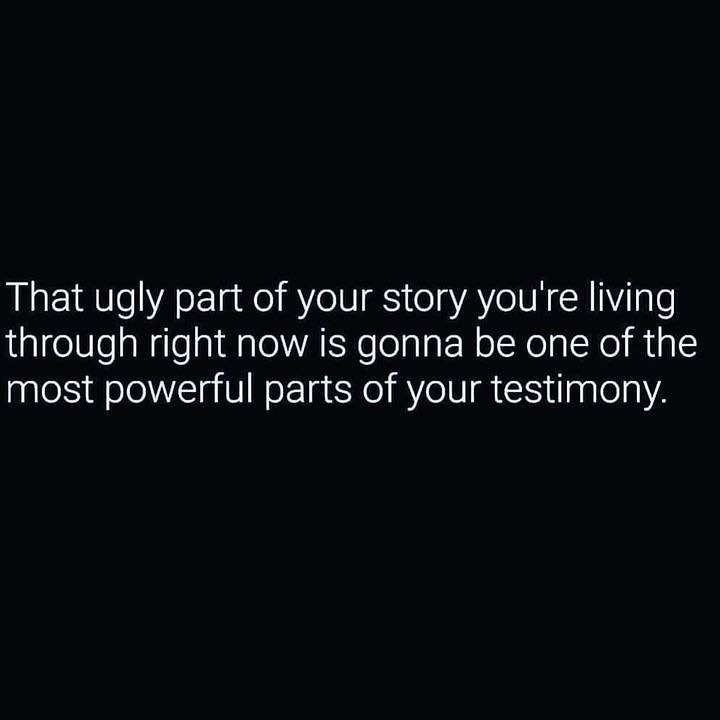 That ugly part of your story you're living
through right now is gonna be one of the
most powerful parts of your testimony.